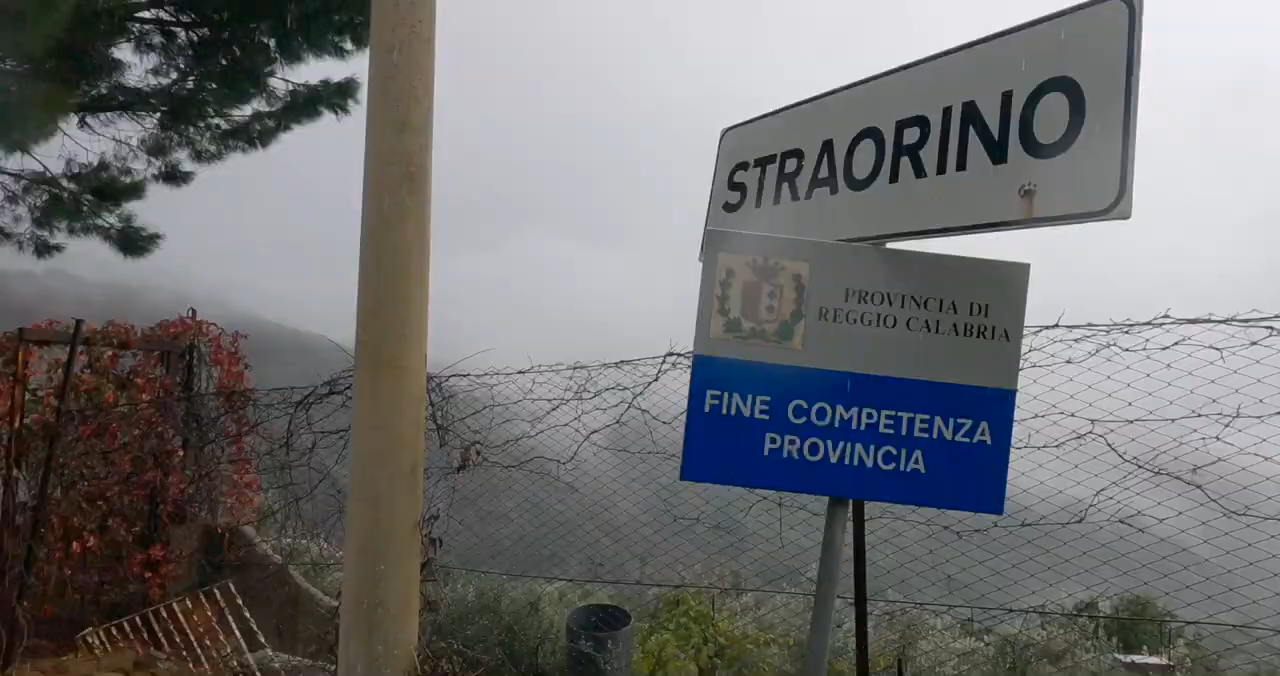 STRAORINO
PROVINCIA DI
REGGIO CALABRIA
FINE COMPETENZA
PROVINCIA